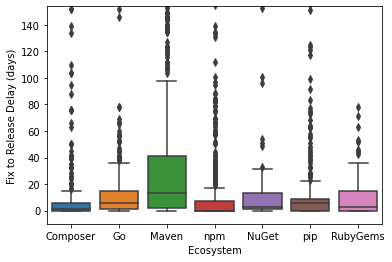 Fix to Release Delay (days)
140
120
100
80
60
40
20
0
Composer Go Maven npm NuGet pip RubyGems
Ecosystem